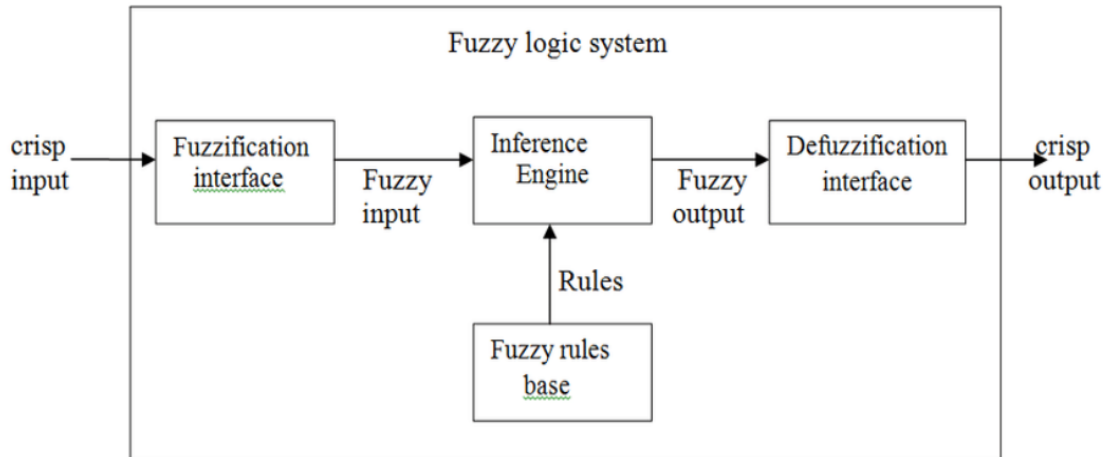 Fuzzy logic system
crisp
input
Fuzzification
interface
Fuzzy
input
Inference
Engine
Fuzzy
output
Defuzzification
interface
crisp
output
Rules
Fuzzy rules
base